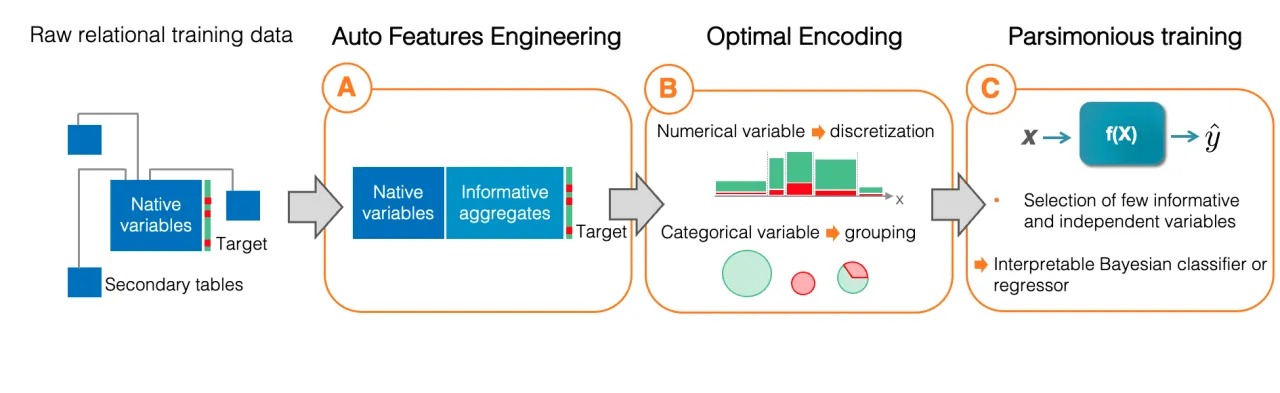 Raw relational training data
Native
variables
Target
Secondary tables
Auto Features Engineering
A
Native
variables
Informative
aggregates
Target
Optimal Encoding
B
Numerical variable ➡ discretization
x
Categorical variable ➡ grouping
Parsimonious training
C
x → f(X) → ŷ
• Selection of few informative
and independent variables
➡ Interpretable Bayesian classifier or
regressor